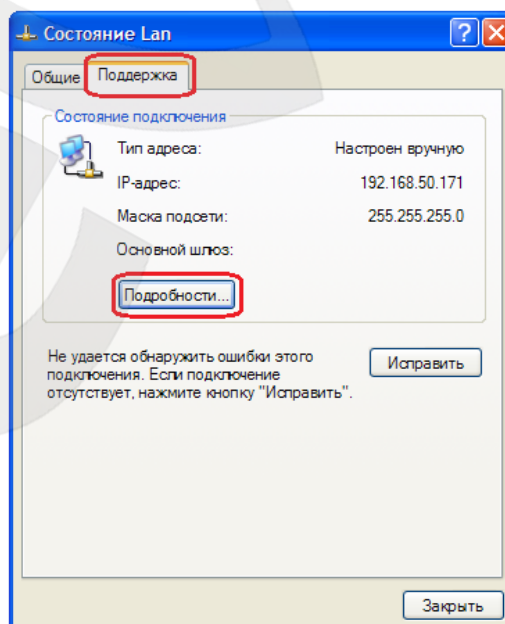 Состояние Lan
Общие
Поддержка
Состояние подключения
Тип адреса: Настроен вручную
IP-адрес: 192.168.50.171
Маска подсети: 255.255.255.0
Основной шлюз:
Подробности...
Не удается обнаружить ошибки этого
подключения. Если подключение
отсутствует, нажмите кнопку "Исправить".
Исправить
Закрыть